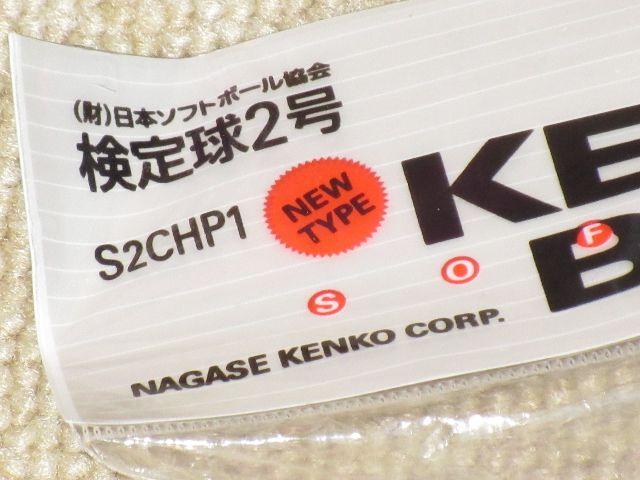 (財)日本ソフトボール協会
検定球2号
S2CHP1
NEW
TYPE
KE
B
S O F
NAGASE KENKO CORP.